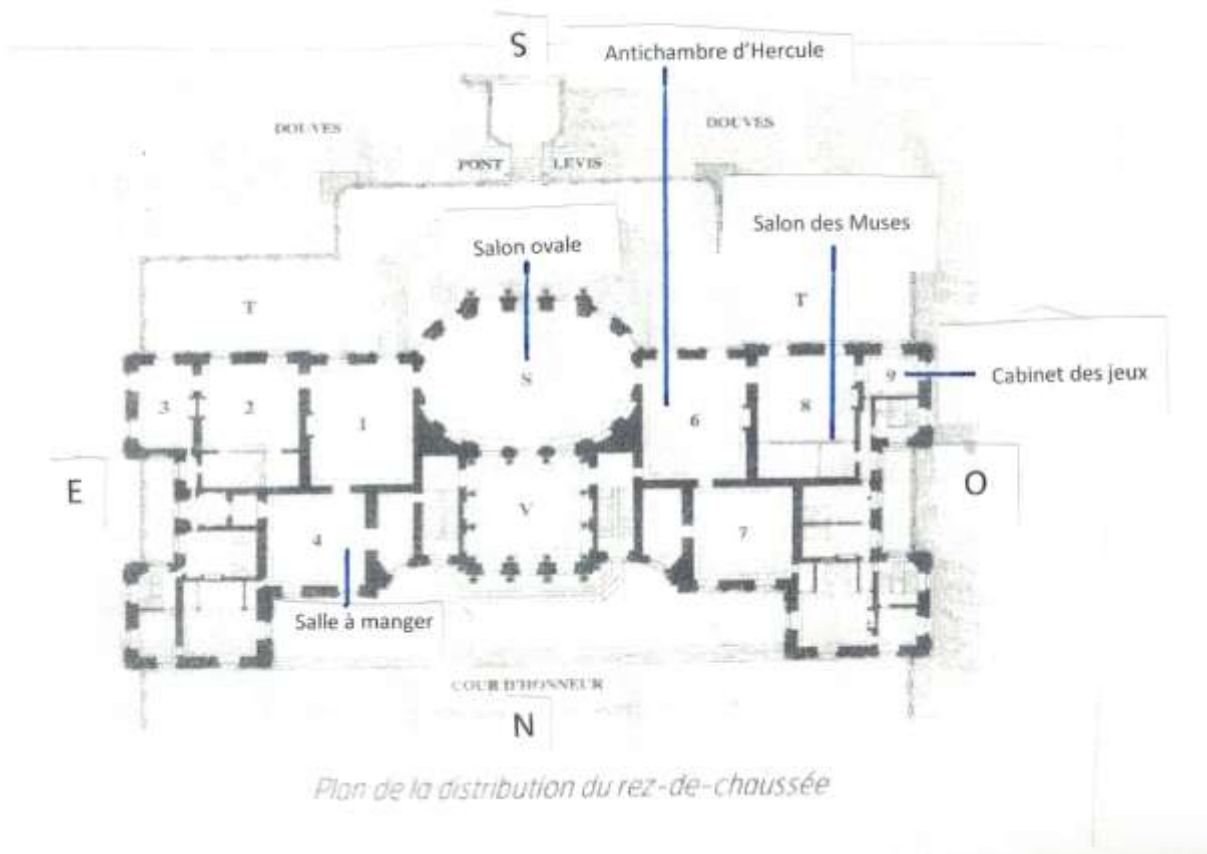 S
Antichambre d'Hercule
DOUVES
DOUVES
PONT LEVIS
Salon des Muses
Salon ovale
T
T
S
9
Cabinet des jeux
3
2
1
6
8
E
O
V
4
7
Salle à manger
COUR D'HONNEUR
N
Plan de la distribution du rez-de-chaussée